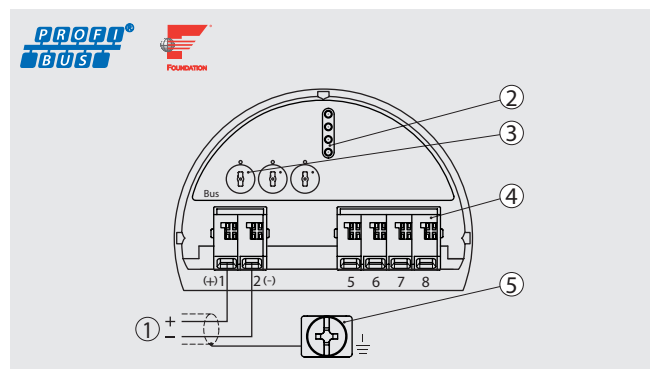 PROFI®
BUS
FOUNDATION
2
3
Bus
4
(+)1 2(-) 5 6 7 8
5
1 +
−